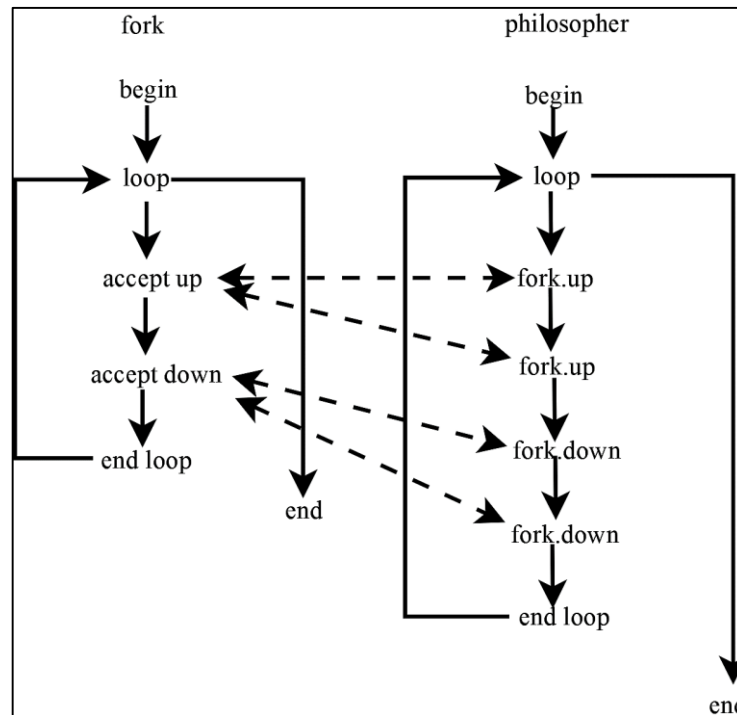 fork
begin
loop
accept up
accept down
end loop
end
philosopher
begin
loop
fork.up
fork.up
fork.down
fork.down
end loop
end